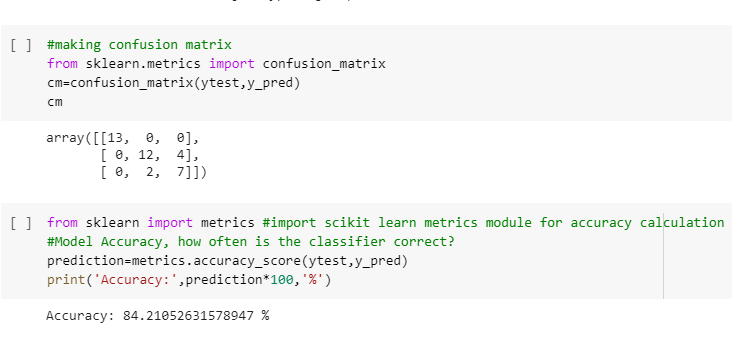 [ ] #making confusion matrix
from sklearn.metrics import confusion_matrix
cm=confusion_matrix(ytest,y_pred)
cm
array([[13,  0,  0],
       [ 0, 12,  4],
       [ 0,  2,  7]])
[ ] from sklearn import metrics #import scikit learn metrics module for accuracy calculation
#Model Accuracy, how often is the classifier correct?
prediction=metrics.accuracy_score(ytest,y_pred)
print('Accuracy:',prediction*100,'%')
Accuracy: 84.21052631578947 %